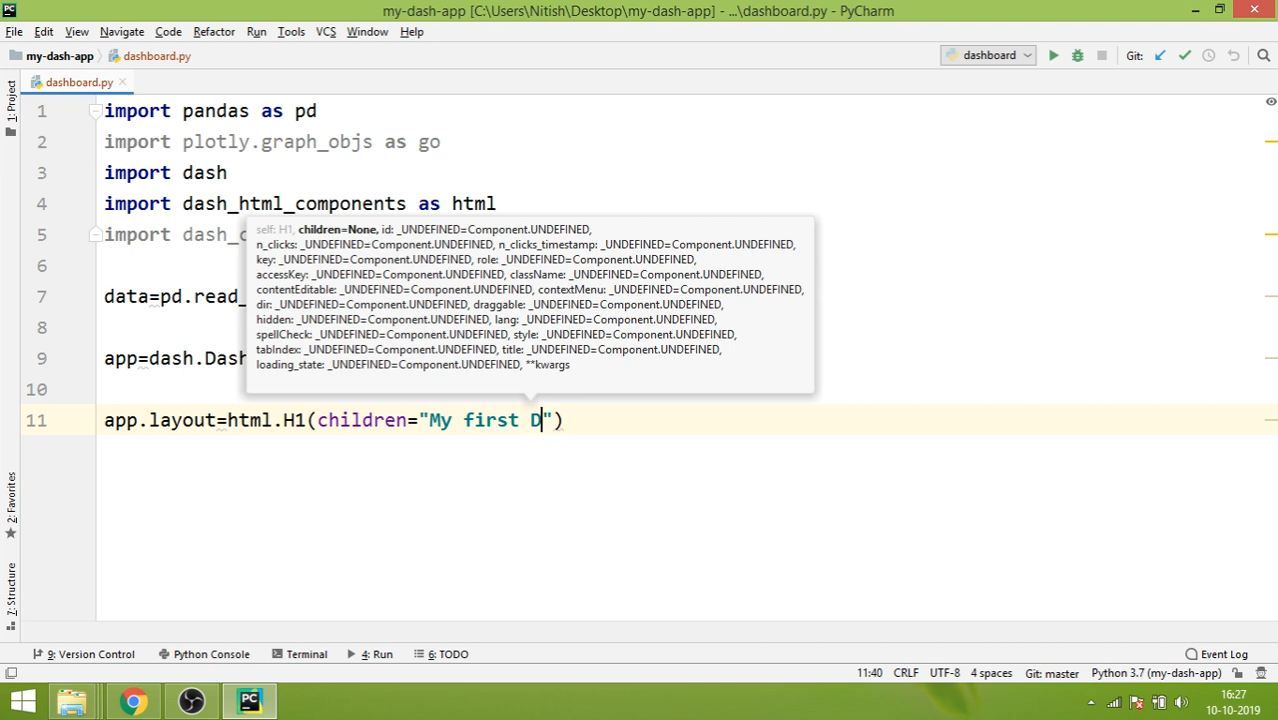 my-dash-app [C:\Users\Nitish\Desktop\my-dash-app] - ...\dashboard.py - PyCharm
File Edit View Navigate Code Refactor Run Tools VCS Window Help
my-dash-app dashboard.py dashboard Git:
dashboard.py
1: Project
1 import pandas as pd
2 import plotly.graph_objs as go
3 import dash
4 import dash_html_components as html
5 import dash_c
6
7 data=pd.read_
8
9 app=dash.Dash
10
11 app.layout=html.H1(children="My first D")
self: H1, children=None, id: _UNDEFINED=Component.UNDEFINED,
n_clicks: _UNDEFINED=Component.UNDEFINED, n_clicks_timestamp: _UNDEFINED=Component.UNDEFINED,
key: _UNDEFINED=Component.UNDEFINED, role: _UNDEFINED=Component.UNDEFINED,
accessKey: _UNDEFINED=Component.UNDEFINED, className: _UNDEFINED=Component.UNDEFINED,
contentEditable: _UNDEFINED=Component.UNDEFINED, contextMenu: _UNDEFINED=Component.UNDEFINED,
dir: _UNDEFINED=Component.UNDEFINED, draggable: _UNDEFINED=Component.UNDEFINED,
hidden: _UNDEFINED=Component.UNDEFINED, lang: _UNDEFINED=Component.UNDEFINED,
spellCheck: _UNDEFINED=Component.UNDEFINED, style: _UNDEFINED=Component.UNDEFINED,
tabIndex: _UNDEFINED=Component.UNDEFINED, title: _UNDEFINED=Component.UNDEFINED,
loading_state: _UNDEFINED=Component.UNDEFINED, **kwargs
2: Favorites
7: Structure
9: Version Control Python Console Terminal 4: Run 6: TODO Event Log
11:40 CRLF UTF-8 4 spaces Git: master Python 3.7 (my-dash-app)
PC
16:27
10-10-2019